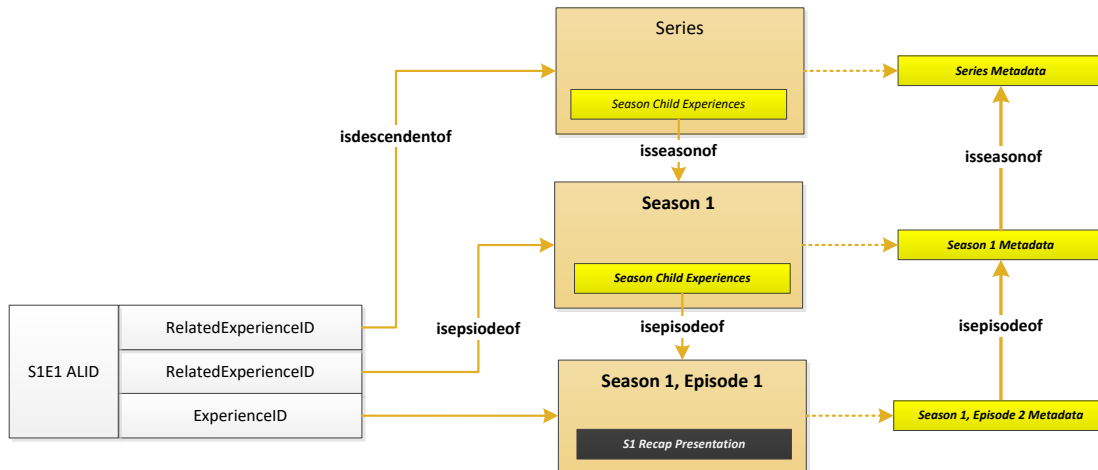 Series
Series Metadata
Season Child Experiences
isdescendentof
isseasonof
isseasonof
Season 1
Season 1 Metadata
Season Child Experiences
RelatedExperienceID
isepsiodeof
isepisodeof
isepisodeof
S1E1 ALID
RelatedExperienceID
Season 1, Episode 1
ExperienceID
Season 1, Episode 2 Metadata
S1 Recap Presentation